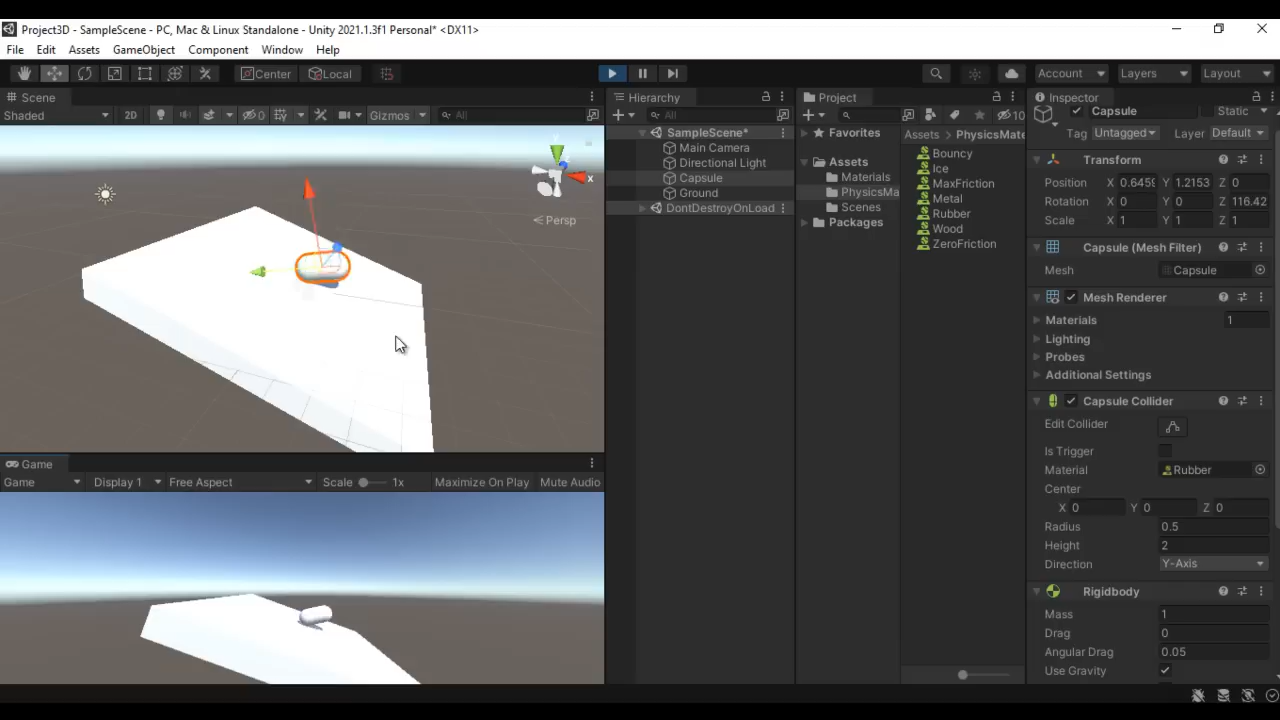 Project3D - SampleScene - PC, Mac & Linux Standalone - Unity 2021.1.3f1 Personal* <DX11>
File Edit Assets GameObject Component Window Help
Center Local Account Layers Layout
Scene
Shaded 2D 0 Gizmos All
x
Persp
Game
Game Display 1 Free Aspect Scale 1x Maximize On Play Mute Audio
Hierarchy
All
SampleScene*
Main Camera
Directional Light
Capsule
Ground
DontDestroyOnLoad
Project
10
Favorites
Assets
Materials
PhysicsMa
Scenes
Packages
Assets PhysicsMate
Bouncy
Ice
MaxFriction
Metal
Rubber
Wood
ZeroFriction
Inspector
Capsule Static
Tag Untagged Layer Default
Transform
Position X 0.6459 Y 1.2153 Z 0
Rotation X 0 Y 0 Z 116.42
Scale X 1 Y 1 Z 1
Capsule (Mesh Filter)
Mesh Capsule
Mesh Renderer
Materials 1
Lighting
Probes
Additional Settings
Capsule Collider
Edit Collider
Is Trigger
Material Rubber
Center
X 0 Y 0 Z 0
Radius 0.5
Height 2
Direction Y-Axis
Rigidbody
Mass 1
Drag 0
Angular Drag 0.05
Use Gravity